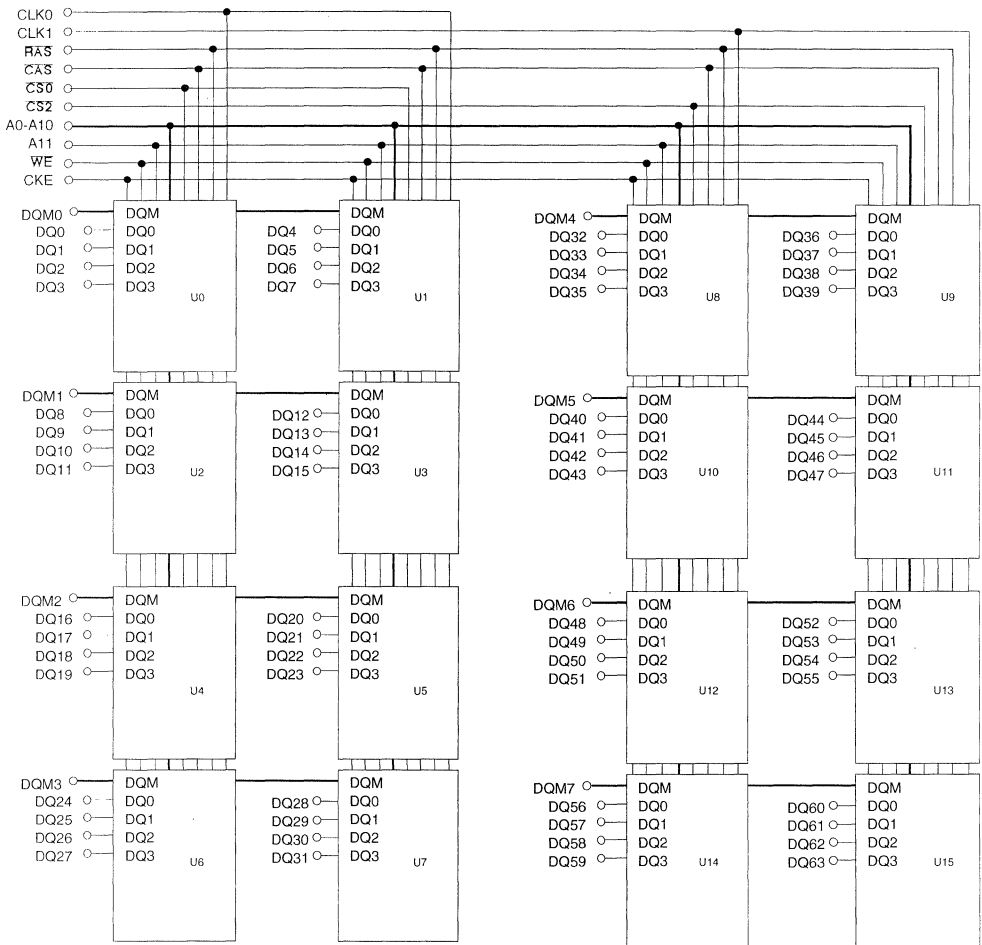 CLK0
CLK1
RAS
CAS
CS0
CS2
A0-A10
A11
WE
CKE
DQM0 DQM DQM
DQ0 DQ0 DQ4 DQ0
DQ1 DQ1 DQ5 DQ1
DQ2 DQ2 DQ6 DQ2
DQ3 DQ3 DQ7 DQ3
U0 U1
DQM4 DQM DQM
DQ32 DQ0 DQ36 DQ0
DQ33 DQ1 DQ37 DQ1
DQ34 DQ2 DQ38 DQ2
DQ35 DQ3 DQ39 DQ3
U8 U9
DQM1 DQM DQM
DQ8 DQ0 DQ12 DQ0
DQ9 DQ1 DQ13 DQ1
DQ10 DQ2 DQ14 DQ2
DQ11 DQ3 DQ15 DQ3
U2 U3
DQM5 DQM DQM
DQ40 DQ0 DQ44 DQ0
DQ41 DQ1 DQ45 DQ1
DQ42 DQ2 DQ46 DQ2
DQ43 DQ3 DQ47 DQ3
U10 U11
DQM2 DQM DQM
DQ16 DQ0 DQ20 DQ0
DQ17 DQ1 DQ21 DQ1
DQ18 DQ2 DQ22 DQ2
DQ19 DQ3 DQ23 DQ3
U4 U5
DQM6 DQM DQM
DQ48 DQ0 DQ52 DQ0
DQ49 DQ1 DQ53 DQ1
DQ50 DQ2 DQ54 DQ2
DQ51 DQ3 DQ55 DQ3
U12 U13
DQM3 DQM DQM
DQ24 DQ0 DQ28 DQ0
DQ25 DQ1 DQ29 DQ1
DQ26 DQ2 DQ30 DQ2
DQ27 DQ3 DQ31 DQ3
U6 U7
DQM7 DQM DQM
DQ56 DQ0 DQ60 DQ0
DQ57 DQ1 DQ61 DQ1
DQ58 DQ2 DQ62 DQ2
DQ59 DQ3 DQ63 DQ3
U14 U15